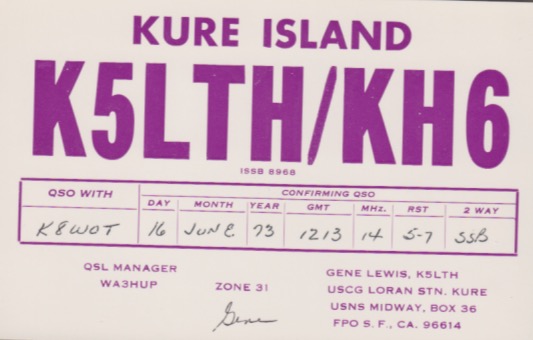 KURE ISLAND
K5LTH/KH6
ISSB 8968
QSO WITH CONFIRMING QSO
DAY MONTH YEAR GMT MHz. RST 2 WAY
K8WOT 16 JUNE 73 1213 14 5-7 SSB
QSL MANAGER
WA3HUP
ZONE 31
Gene
GENE LEWIS, K5LTH
USCG LORAN STN. KURE
USNS MIDWAY, BOX 36
FPO S. F., CA. 96614